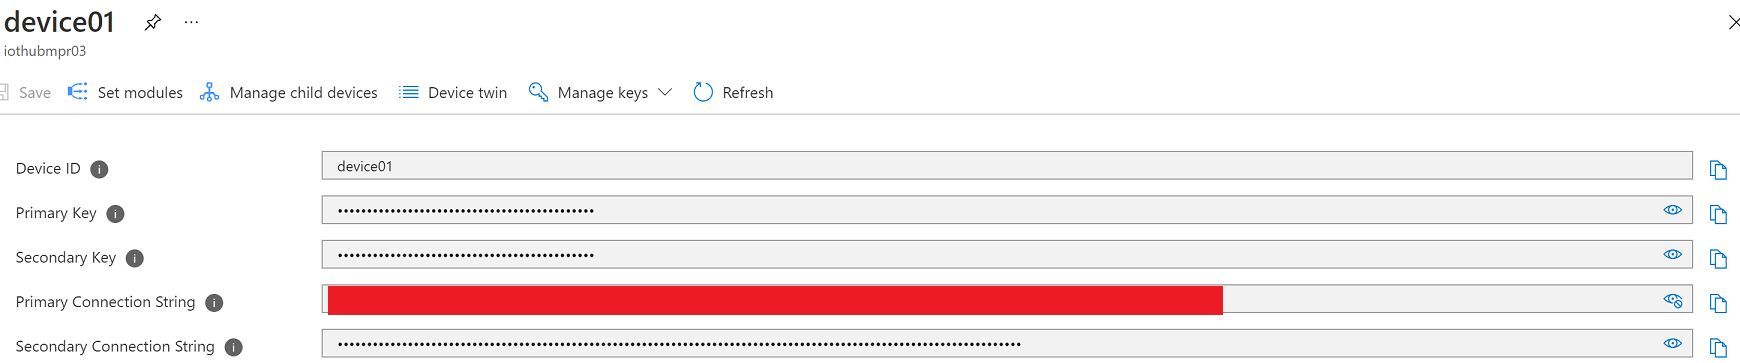 device01 ...
iothubmpr03
Save Set modules Manage child devices Device twin Manage keys Refresh
Device ID device01
Primary Key ••••••••••••••••••••••••••••••••••••••••••••
Secondary Key ••••••••••••••••••••••••••••••••••••••••••••
Primary Connection String
Secondary Connection String ••••••••••••••••••••••••••••••••••••••••••••••••••••••••••••••••••••••••••••••••••••••••••••••••••••••••••••••••••••